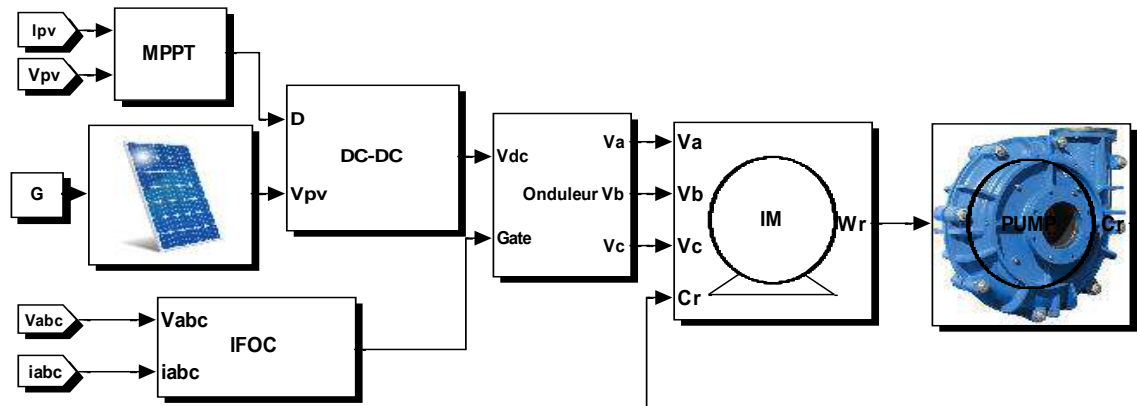 Ipv
Vpv
MPPT
G
D
Vpv
DC-DC
Vabc
iabc
Vabc
iabc
IFOC
Vdc
Gate
Va
Onduleur Vb
Vc
Va
Vb
Vc
Cr
IM
Wr
PUMP
Cr